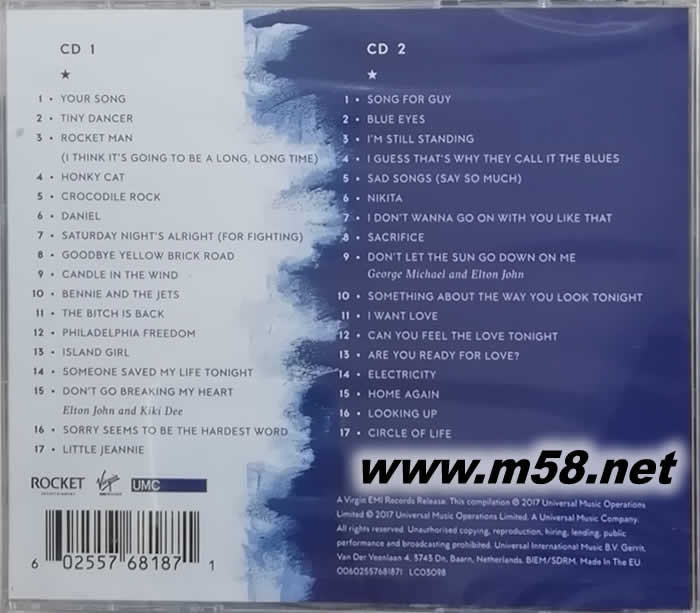 CD 1
★
1 • YOUR SONG
2 • TINY DANCER
3 • ROCKET MAN
(I THINK IT'S GOING TO BE A LONG, LONG TIME)
4 • HONKY CAT
5 • CROCODILE ROCK
6 • DANIEL
7 • SATURDAY NIGHT'S ALRIGHT (FOR FIGHTING)
8 • GOODBYE YELLOW BRICK ROAD
9 • CANDLE IN THE WIND
10 • BENNIE AND THE JETS
11 • THE BITCH IS BACK
12 • PHILADELPHIA FREEDOM
13 • ISLAND GIRL
14 • SOMEONE SAVED MY LIFE TONIGHT
15 • DON'T GO BREAKING MY HEART
Elton John and Kiki Dee
16 • SORRY SEEMS TO BE THE HARDEST WORD
17 • LITTLE JEANNIE
CD 2
★
1 • SONG FOR GUY
2 • BLUE EYES
3 • I'M STILL STANDING
4 • I GUESS THAT'S WHY THEY CALL IT THE BLUES
5 • SAD SONGS (SAY SO MUCH)
6 • NIKITA
7 • I DON'T WANNA GO ON WITH YOU LIKE THAT
8 • SACRIFICE
9 • DON'T LET THE SUN GO DOWN ON ME
George Michael and Elton John
10 • SOMETHING ABOUT THE WAY YOU LOOK TONIGHT
11 • I WANT LOVE
12 • CAN YOU FEEL THE LOVE TONIGHT
13 • ARE YOU READY FOR LOVE?
14 • ELECTRICITY
15 • HOME AGAIN
16 • LOOKING UP
17 • CIRCLE OF LIFE
www.m58.net
ROCKET
ENTERTAINMENT
Virgin
EMI RECORDS
UMC
6 02557 68187 1
A Virgin EMI Records Release. This compilation ℗ 2017 Universal Music Operations
Limited © 2017 Universal Music Operations Limited. A Universal Music Company.
All rights reserved. Unauthorised copying, reproduction, hiring, lending, public
performance and broadcasting prohibited. Universal International Music B.V. Gerrit
Van Der Veenlaan 4, 3743 Dn, Baarn, Netherlands. BIEM/SDRM. Made In The EU
00602557681871 LC03098